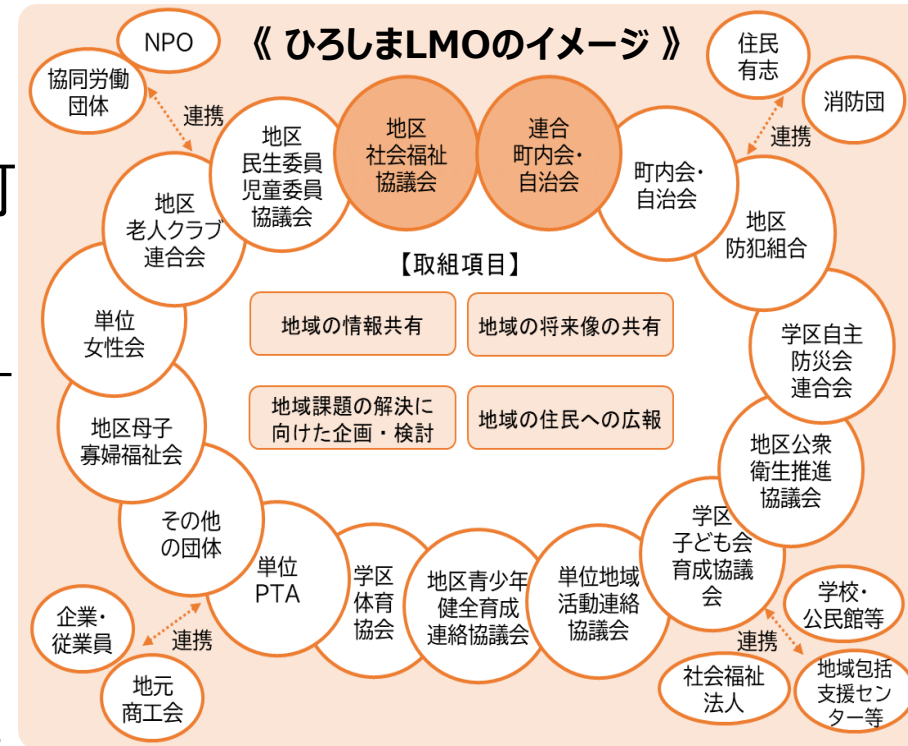 《 ひろしまLMOのイメージ 》
NPO
協同労働
団体
連携
住民
有志
消防団
連携
地区
民生委員
児童委員
協議会
地区
社会福祉
協議会
連合
町内会・
自治会
町内会・
自治会
地区
老人クラブ
連合会
地区
防犯組合
単位
女性会
学区自主
防災会
連合会
地区母子
寡婦福祉会
地区公衆
衛生推進
協議会
その他
の団体
単位
PTA
学区
体育
協会
地区青少年
健全育成
連絡協議会
単位地域
活動連絡
協議会
学区
子ども会
育成協議
会
【取組項目】
地域の情報共有
地域の将来像の共有
地域課題の解決に
向けた企画・検討
地域の住民への広報
企業・
従業員
連携
地元
商工会
学校・
公民館等
連携
社会福祉
法人
地域包括
支援セン
ター等
町